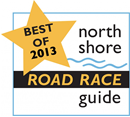 BEST OF
2013
north
shore
ROAD RACE
guide